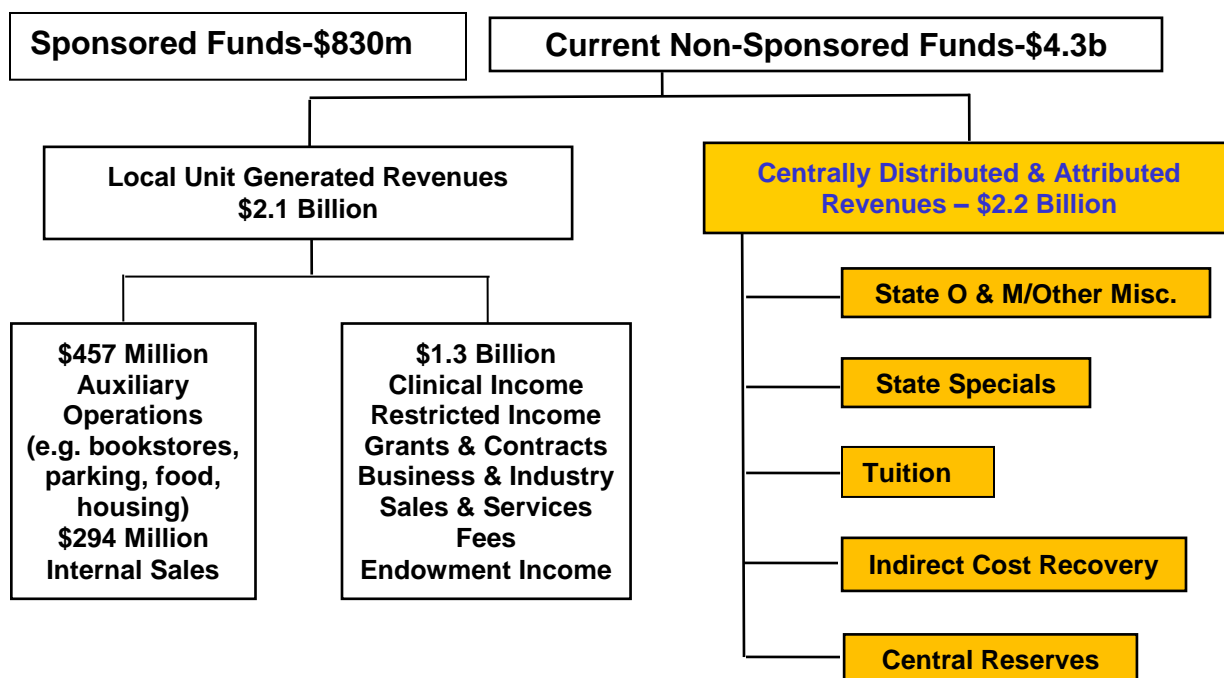 Sponsored Funds-$830m
Current Non-Sponsored Funds-$4.3b
Local Unit Generated Revenues
$2.1 Billion
Centrally Distributed & Attributed
Revenues – $2.2 Billion
$457 Million
Auxiliary
Operations
(e.g. bookstores,
parking, food,
housing)
$294 Million
Internal Sales
$1.3 Billion
Clinical Income
Restricted Income
Grants & Contracts
Business & Industry
Sales & Services
Fees
Endowment Income
State O & M/Other Misc.
State Specials
Tuition
Indirect Cost Recovery
Central Reserves